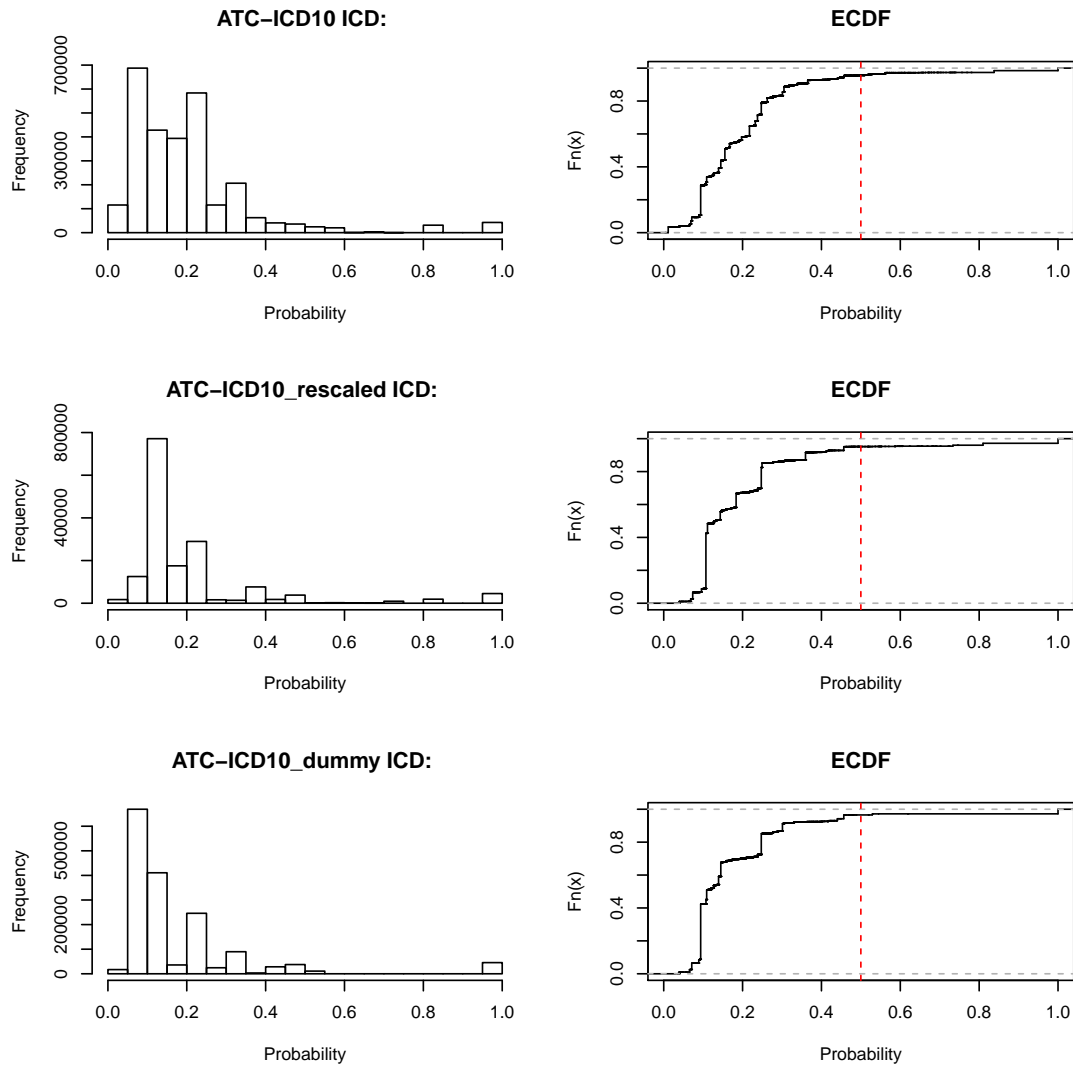 ATC−ICD10 ICD:
Frequency
0
300000
700000
0.0 0.2 0.4 0.6 0.8 1.0
Probability
ECDF
Fn(x)
0.0
0.4
0.8
0.0 0.2 0.4 0.6 0.8 1.0
Probability
ATC−ICD10_rescaled ICD:
Frequency
0
400000
800000
0.0 0.2 0.4 0.6 0.8 1.0
Probability
ECDF
Fn(x)
0.0
0.4
0.8
0.0 0.2 0.4 0.6 0.8 1.0
Probability
ATC−ICD10_dummy ICD:
Frequency
0
200000
500000
0.0 0.2 0.4 0.6 0.8 1.0
Probability
ECDF
Fn(x)
0.0
0.4
0.8
0.0 0.2 0.4 0.6 0.8 1.0
Probability